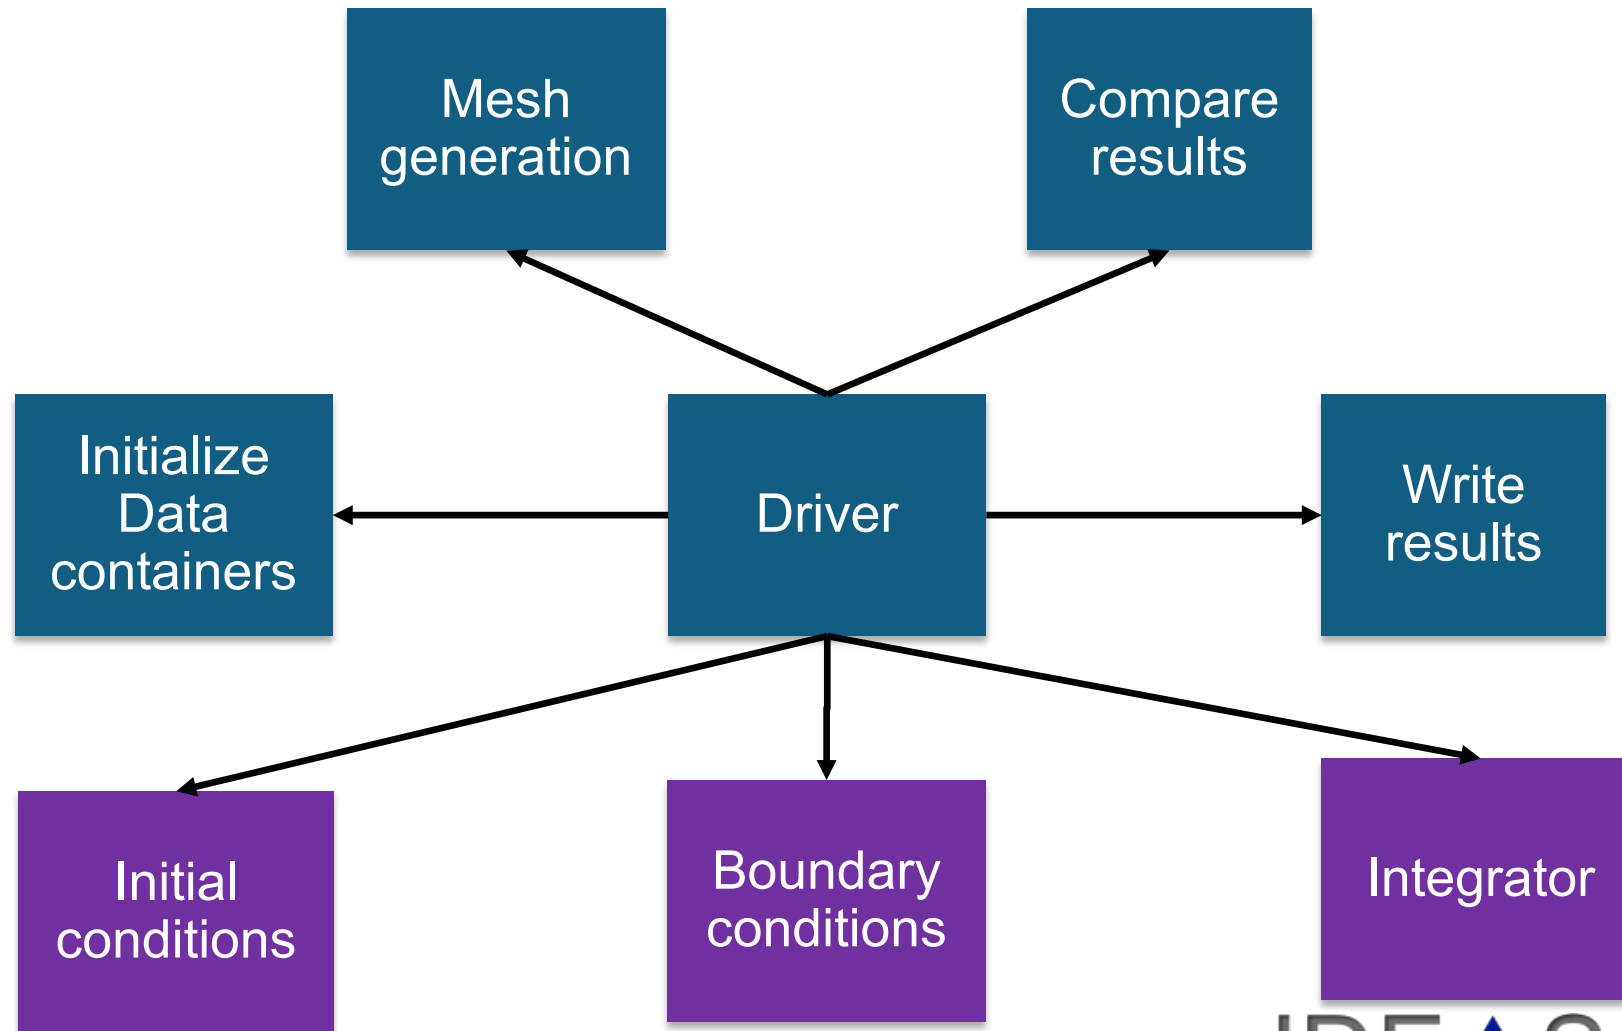 Mesh
generation
Compare
results
Initialize
Data
containers
Driver
Write
results
Initial
conditions
Boundary
conditions
Integrator